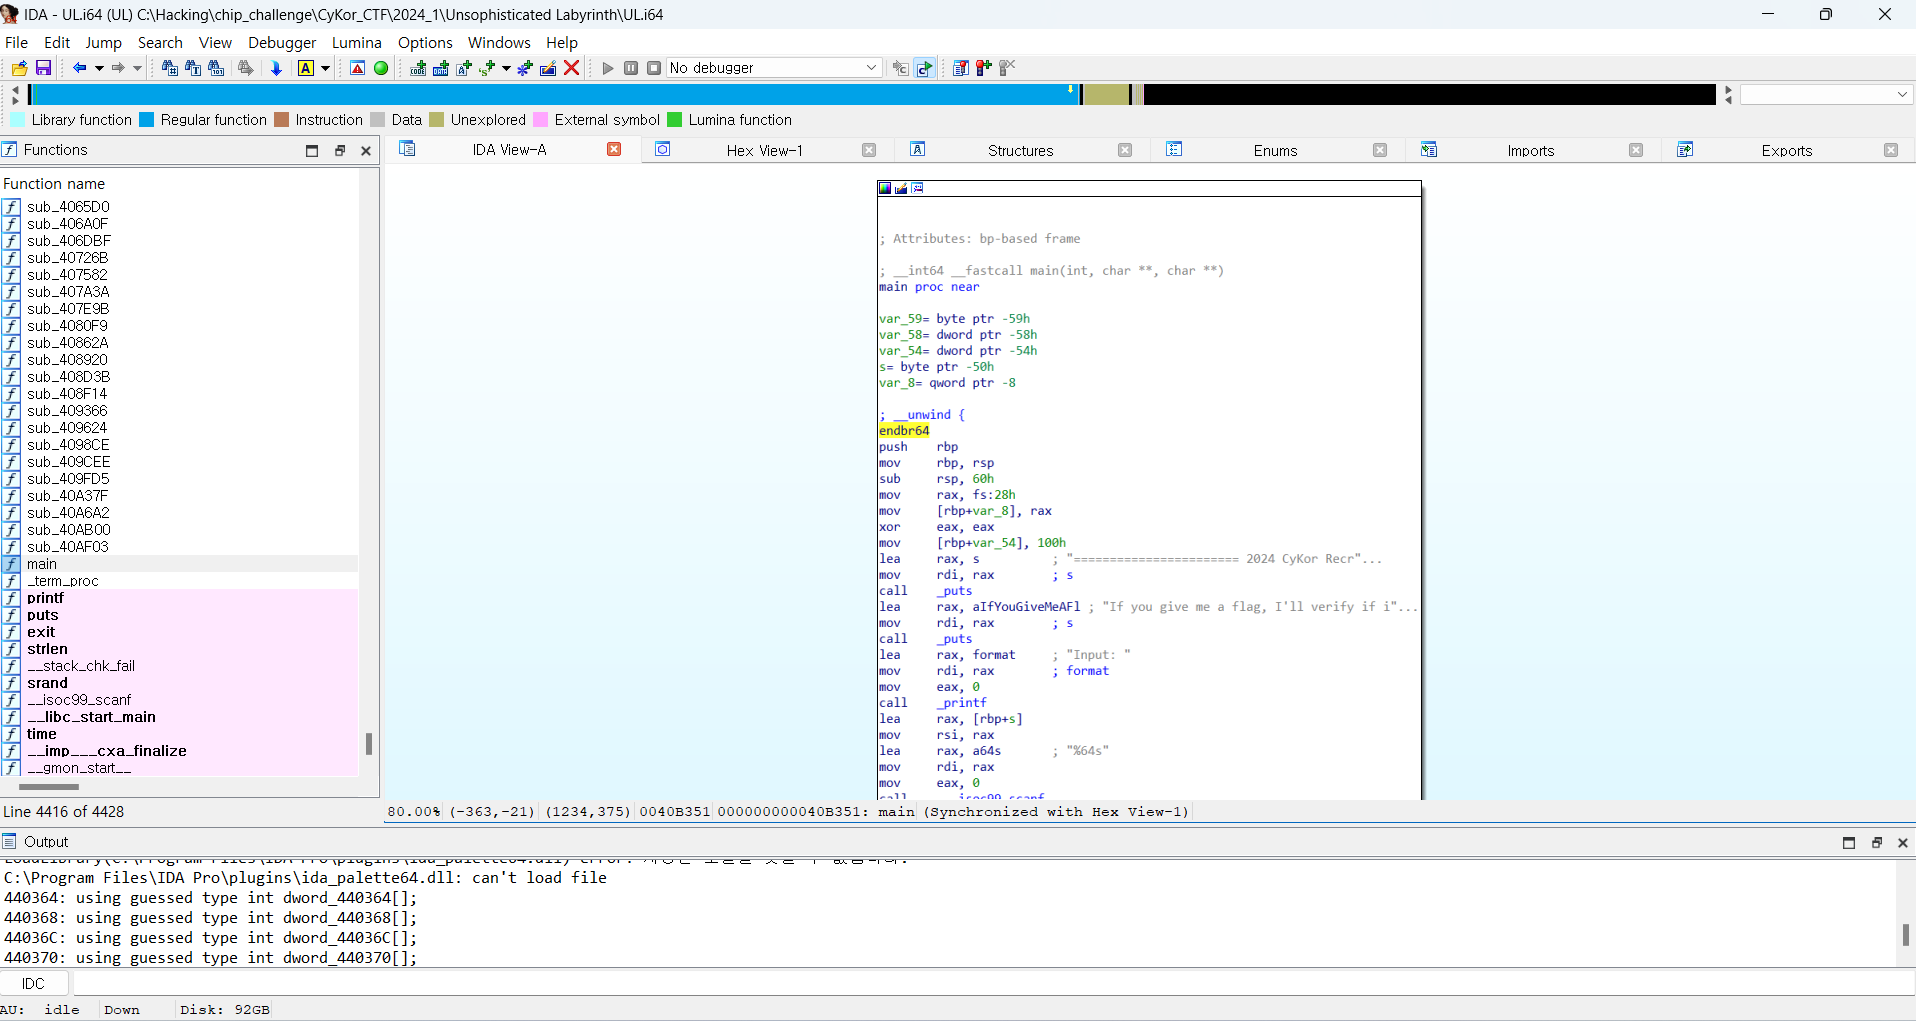 IDA - UL.i64 (UL) C:\Hacking\chip_challenge\CyKor_CTF\2024_1\Unsophisticated Labyrinth\UL.i64
File Edit Jump Search View Debugger Lumina Options Windows Help
No debugger
Library function Regular function Instruction Data Unexplored External symbol Lumina function
Functions
IDA View-A Hex View-1 Structures Enums Imports Exports
Function name
sub_4065D0
sub_406A0F
sub_406DBF
sub_40726B
sub_407582
sub_407A3A
sub_407E9B
sub_4080F9
sub_40862A
sub_408920
sub_408D3B
sub_408F14
sub_409366
sub_409624
sub_4098CE
sub_409CEE
sub_409FD5
sub_40A37F
sub_40A6A2
sub_40AB00
sub_40AF03
main
_term_proc
printf
puts
exit
strlen
__stack_chk_fail
srand
__isoc99_scanf
__libc_start_main
time
__imp___cxa_finalize
__gmon_start__
Line 4416 of 4428
; Attributes: bp-based frame
; __int64 __fastcall main(int, char **, char **)
main proc near
var_59= byte ptr -59h
var_58= dword ptr -58h
var_54= dword ptr -54h
s= byte ptr -50h
var_8= qword ptr -8
; __unwind {
endbr64
push rbp
mov rbp, rsp
sub rsp, 60h
mov rax, fs:28h
mov [rbp+var_8], rax
xor eax, eax
mov [rbp+var_54], 100h
lea rax, s ; "======================= 2024 CyKor Recr"...
mov rdi, rax ; s
call _puts
lea rax, aIfYouGiveMeAFl ; "If you give me a flag, I'll verify if i"...
mov rdi, rax ; s
call _puts
lea rax, format ; "Input: "
mov rdi, rax ; format
mov eax, 0
call _printf
lea rax, [rbp+s]
mov rsi, rax
lea rax, a64s ; "%64s"
mov rdi, rax
mov eax, 0
call ___isoc99_scanf
80.00% (-363,-21) (1234,375) 0040B351 000000000040B351: main (Synchronized with Hex View-1)
Output
C:\Program Files\IDA Pro\plugins\ida_palette64.dll: can't load file
440364: using guessed type int dword_440364[];
440368: using guessed type int dword_440368[];
44036C: using guessed type int dword_44036C[];
440370: using guessed type int dword_440370[];
IDC
AU: idle Down Disk: 92GB